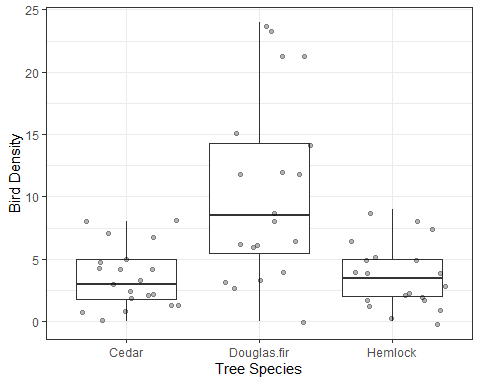 25
20
15
10
5
0
Bird Density
Cedar
Douglas.fir
Hemlock
Tree Species